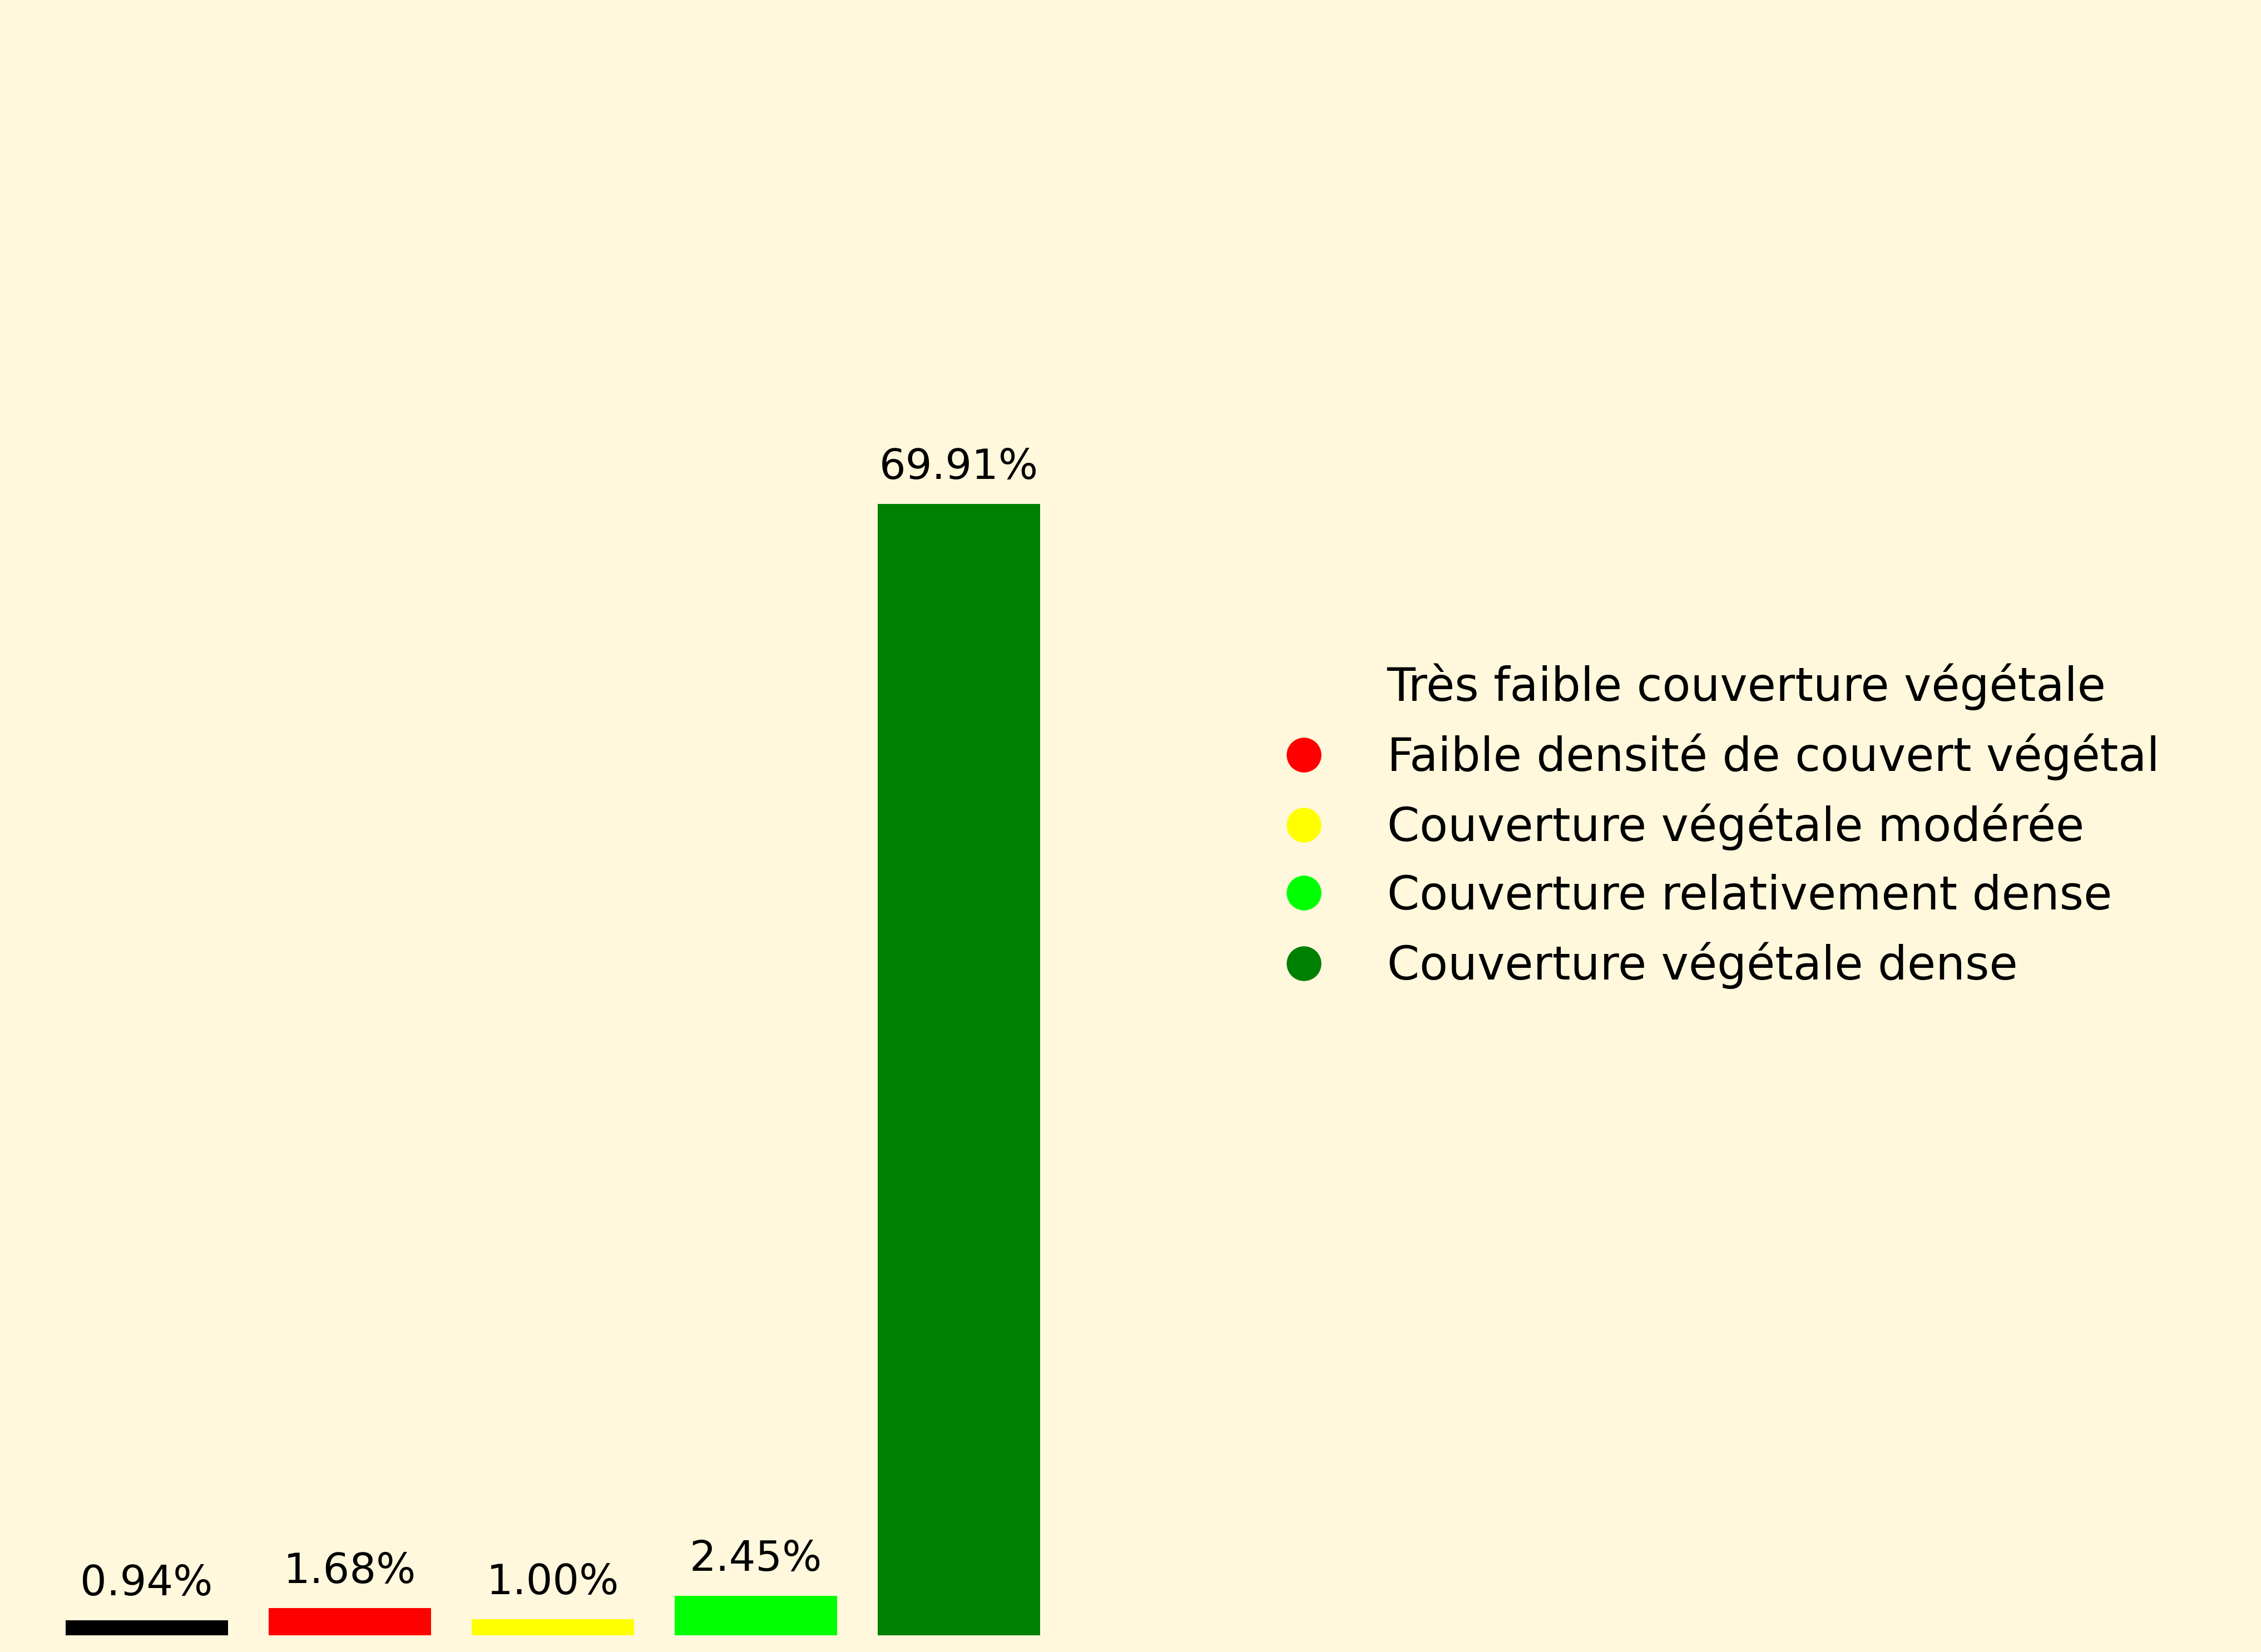 69.91%
Très faible couverture végétale
Faible densité de couvert végétal
Couverture végétale modérée
Couverture relativement dense
Couverture végétale dense
0.94%
1.68%
1.00%
2.45%